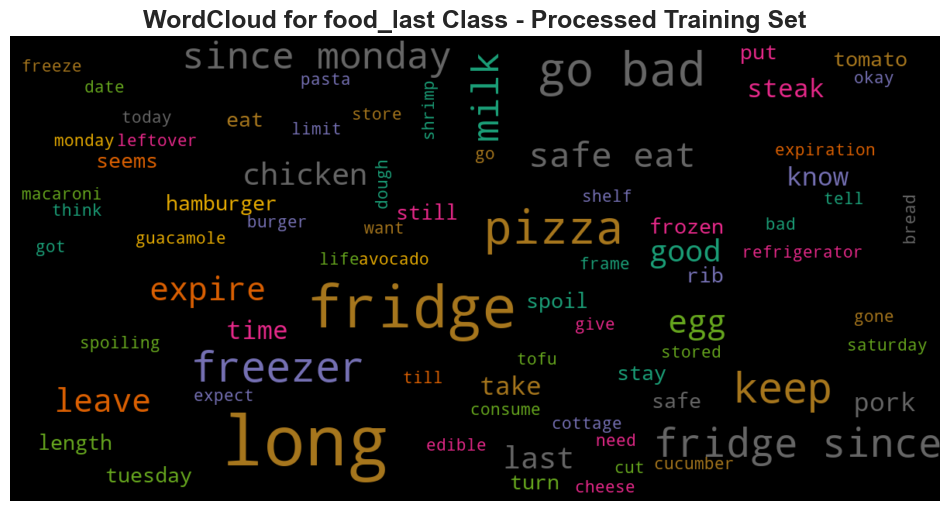 WordCloud for food_last Class - Processed Training Set
since monday
go bad
milk
put
tomato
freeze
date
pasta
shrimp
okay
steak
today
eat
limit
store
monday
leftover
seems
go
safe eat
expiration
chicken
dough
know
macaroni
think
hamburger
burger
still
shelf
tell
bread
got
guacamole
want
pizza
frozen
good
bad
refrigerator
life
avocado
frame
rib
expire
fridge
spoil
time
give
egg
gone
spoiling
freezer
tofu
stored
saturday
till
stay
expect
take
keep
leave
consume
safe
pork
cottage
long
length
edible
need
fridge since
last
tuesday
cut
cucumber
turn
cheese